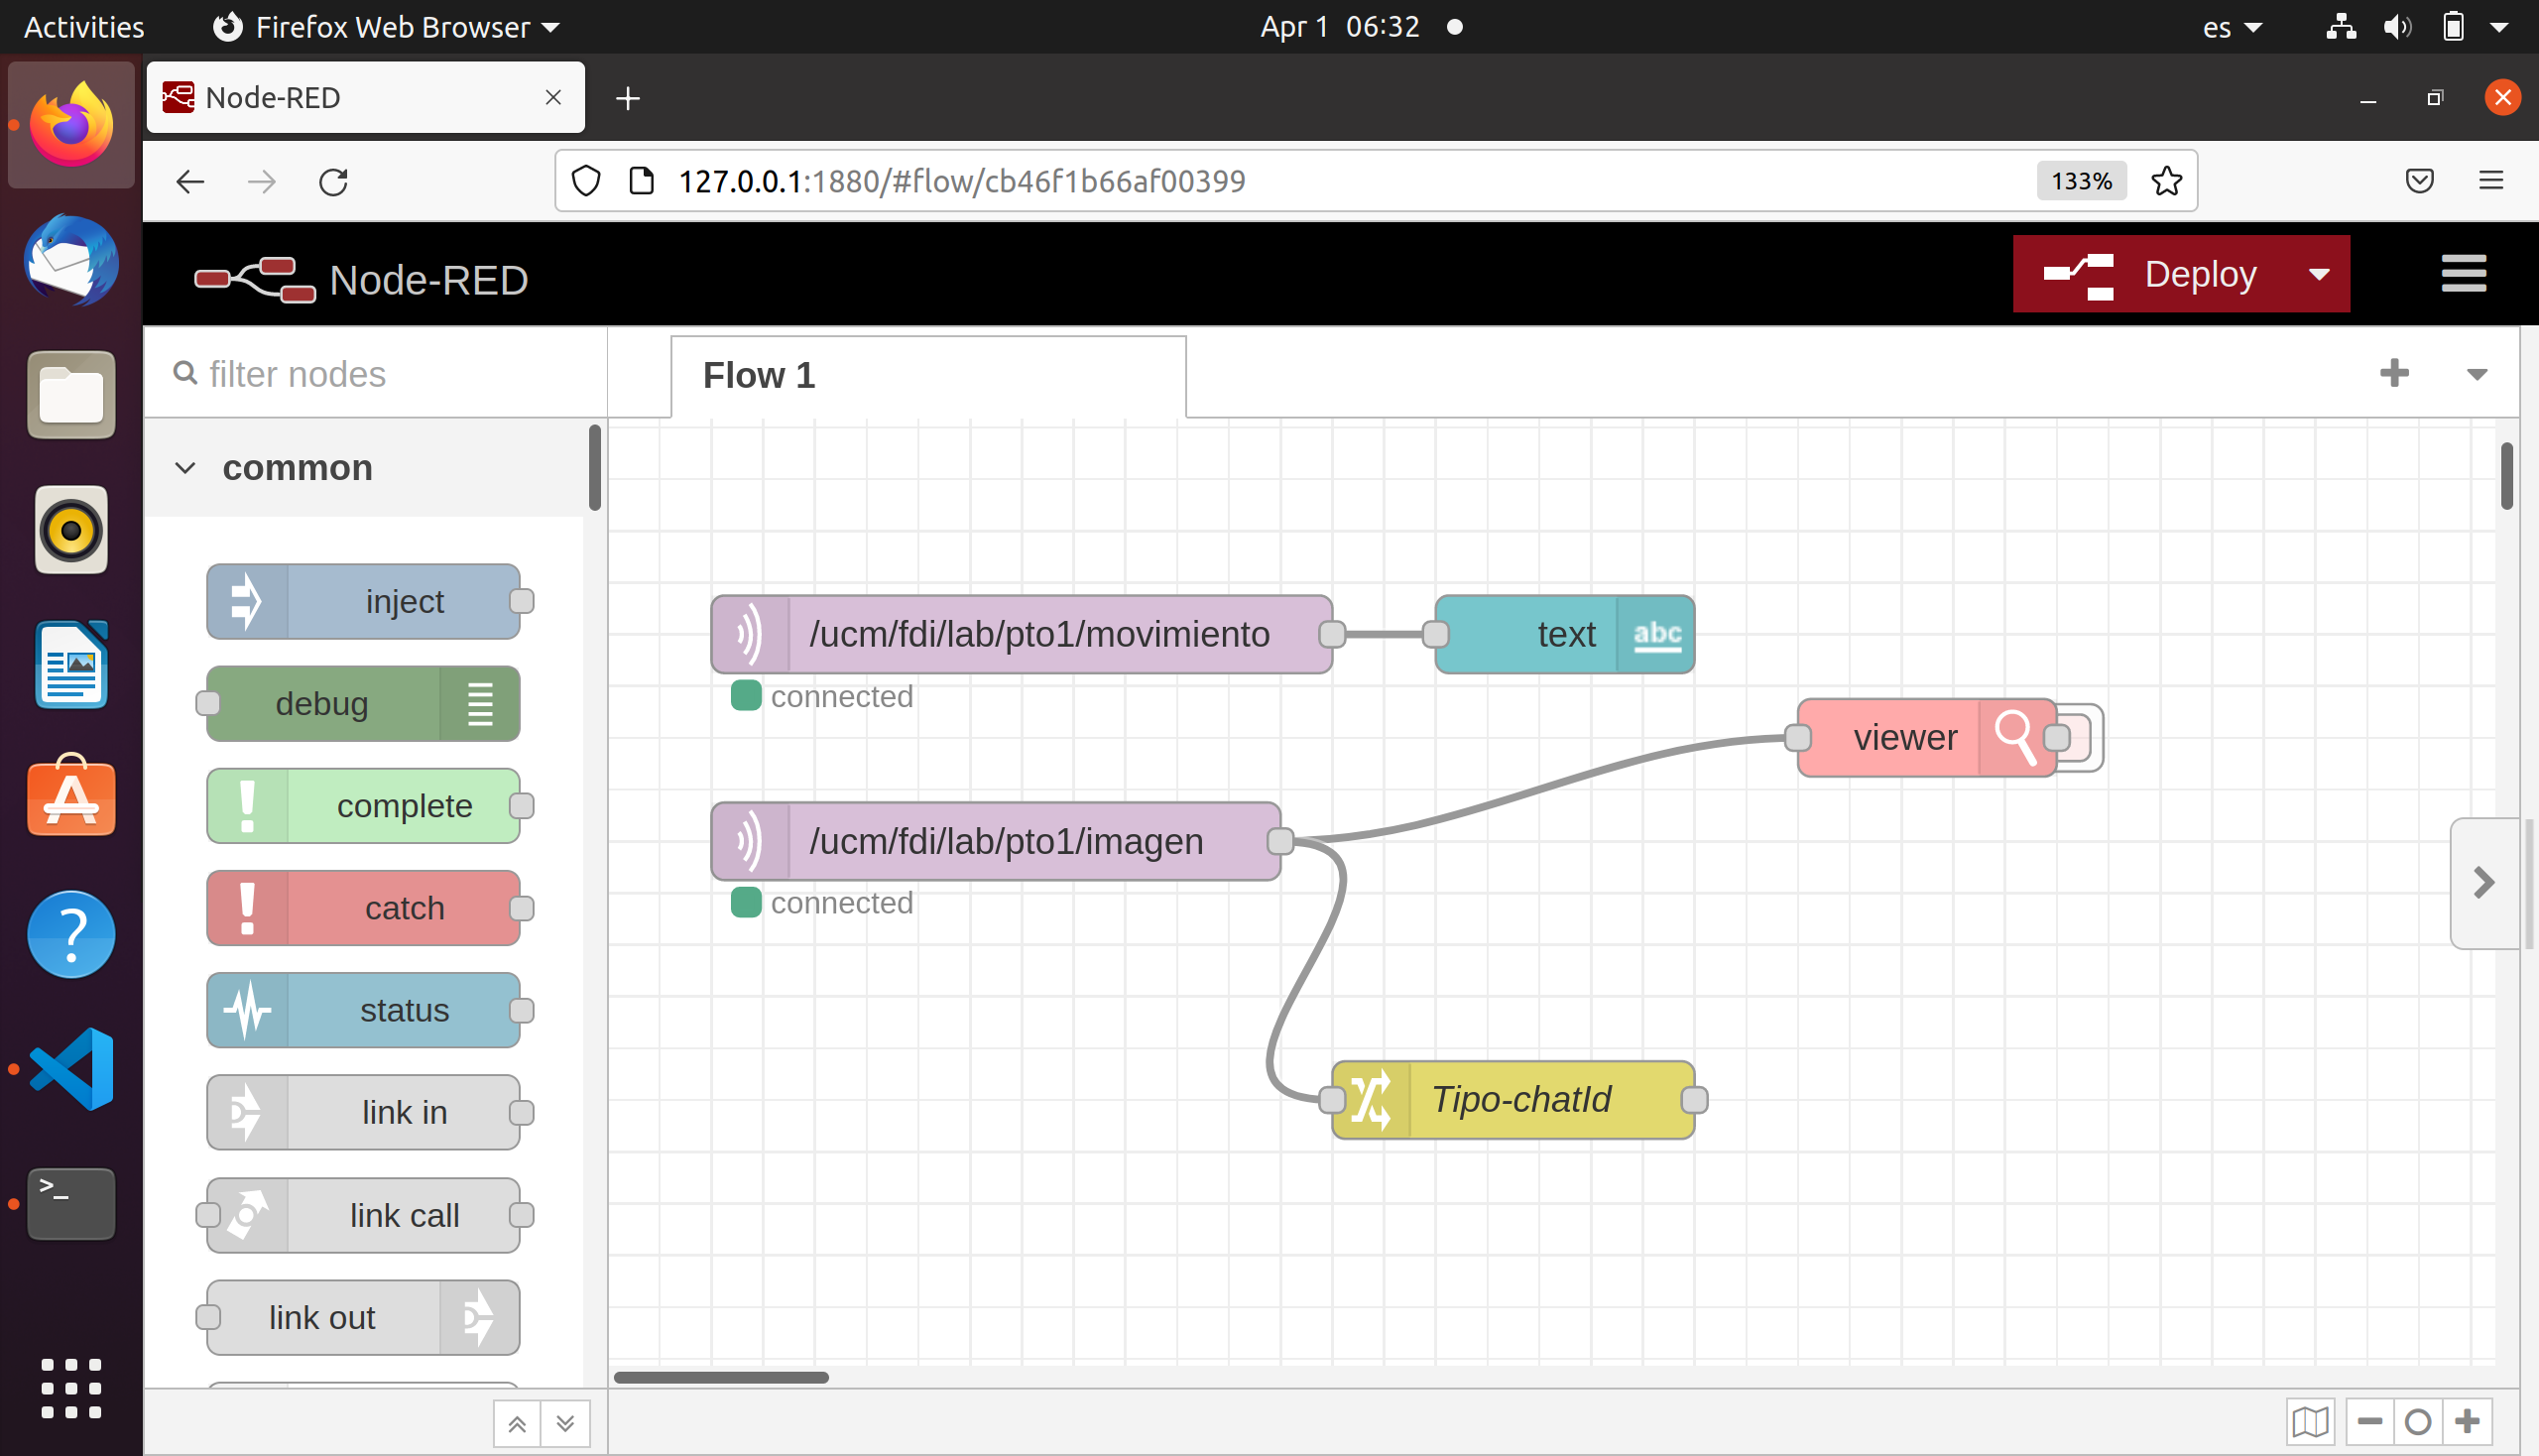 Activities Firefox Web Browser Apr 1 06:32 es
Node-RED
127.0.0.1:1880/#flow/cb46f1b66af00399 133%
Node-RED Deploy
filter nodes Flow 1
common
inject
debug
complete
catch
status
link in
link call
link out
/ucm/fdi/lab/pto1/movimiento text abc
connected
viewer
/ucm/fdi/lab/pto1/imagen
connected
Tipo-chatId